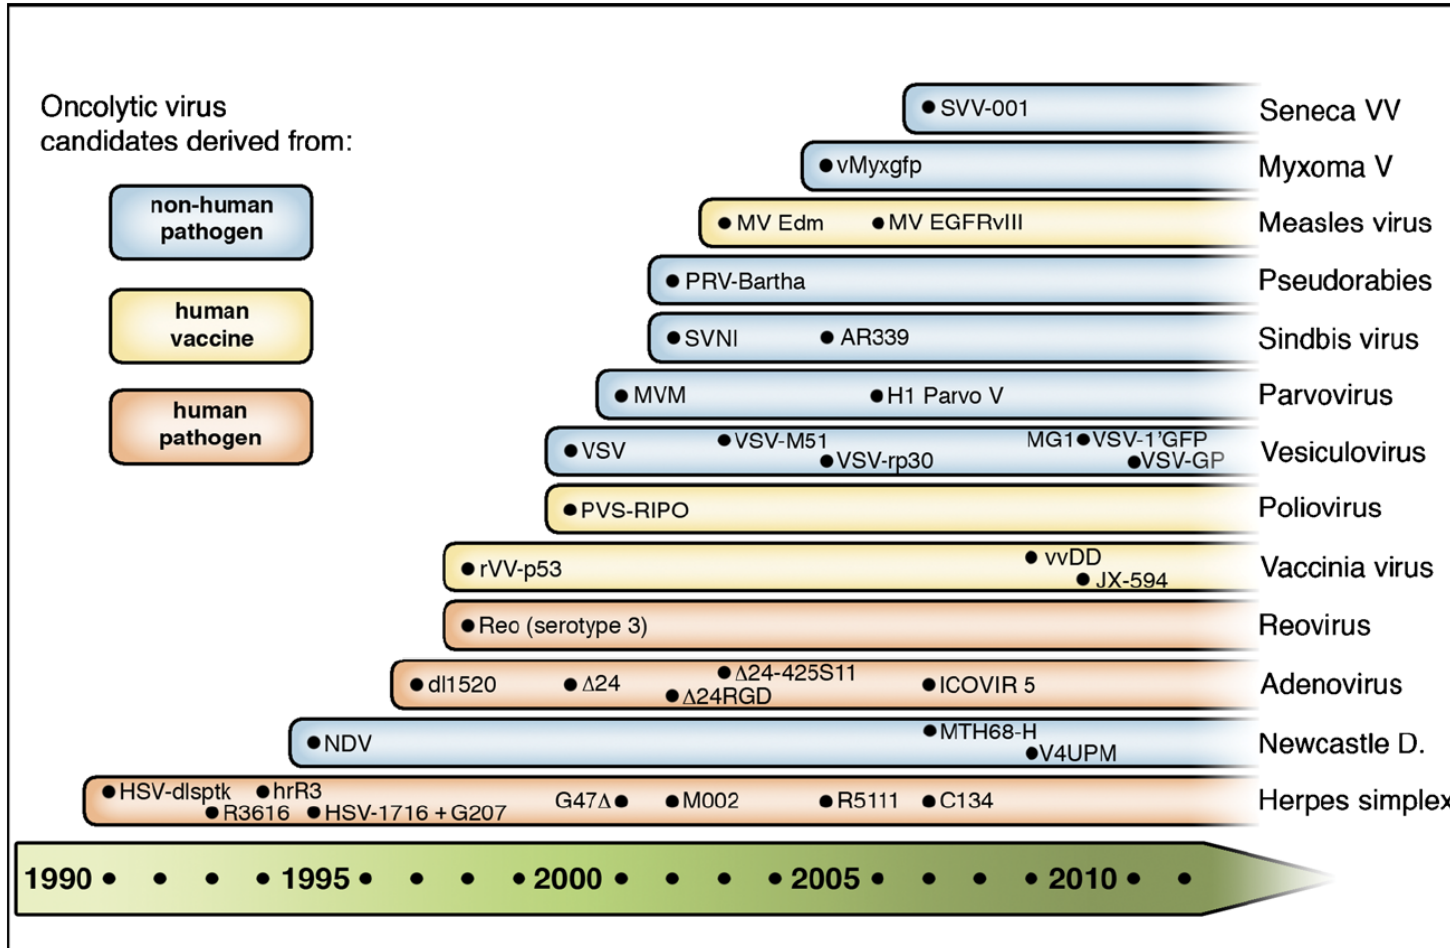 Oncolytic virus
candidates derived from:
non-human
pathogen
human
vaccine
human
pathogen
SVV-001 Seneca VV
vMyxgfp Myxoma V
MV Edm MV EGFRvIII Measles virus
PRV-Bartha Pseudorabies
SVNI AR339 Sindbis virus
MVM H1 Parvo V Parvovirus
VSV VSV-M51 MG1 VSV-1'GFP Vesiculovirus
VSV-rp30 VSV-GP
PVS-RIPO Poliovirus
rVV-p53 vvDD Vaccinia virus
JX-594
Reo (serotype 3) Reovirus
dl1520 Δ24 Δ24-425S11 ICOVIR 5 Adenovirus
Δ24RGD
NDV MTH68-H Newcastle D.
V4UPM
HSV-dlsptk hrR3 G47Δ M002 R5111 C134 Herpes simplex
R3616 HSV-1716 + G207
1990 1995 2000 2005 2010